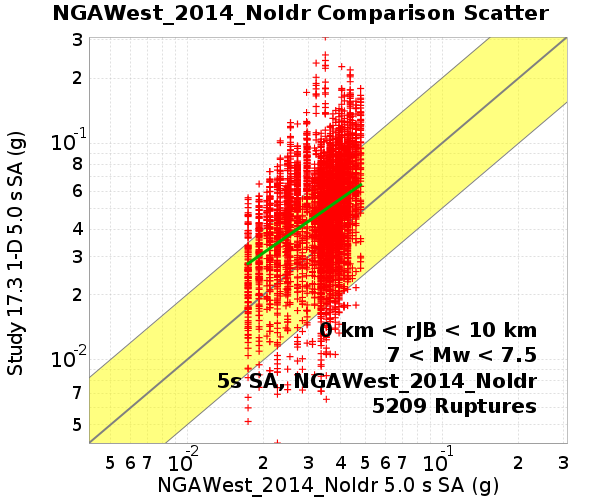 NGAWest_2014_NoIdr Comparison Scatter
3
2
10-1
8
6
4
3
2
10-2
7
5
Study 17.3 1-D 5.0 s SA (g)
0 km < rJB < 10 km
7 < Mw < 7.5
5s SA, NGAWest_2014_NoIdr
5209 Ruptures
5 6 7 10-2 2 3 4 5 6 7 10-1 2 3
NGAWest_2014_NoIdr 5.0 s SA (g)